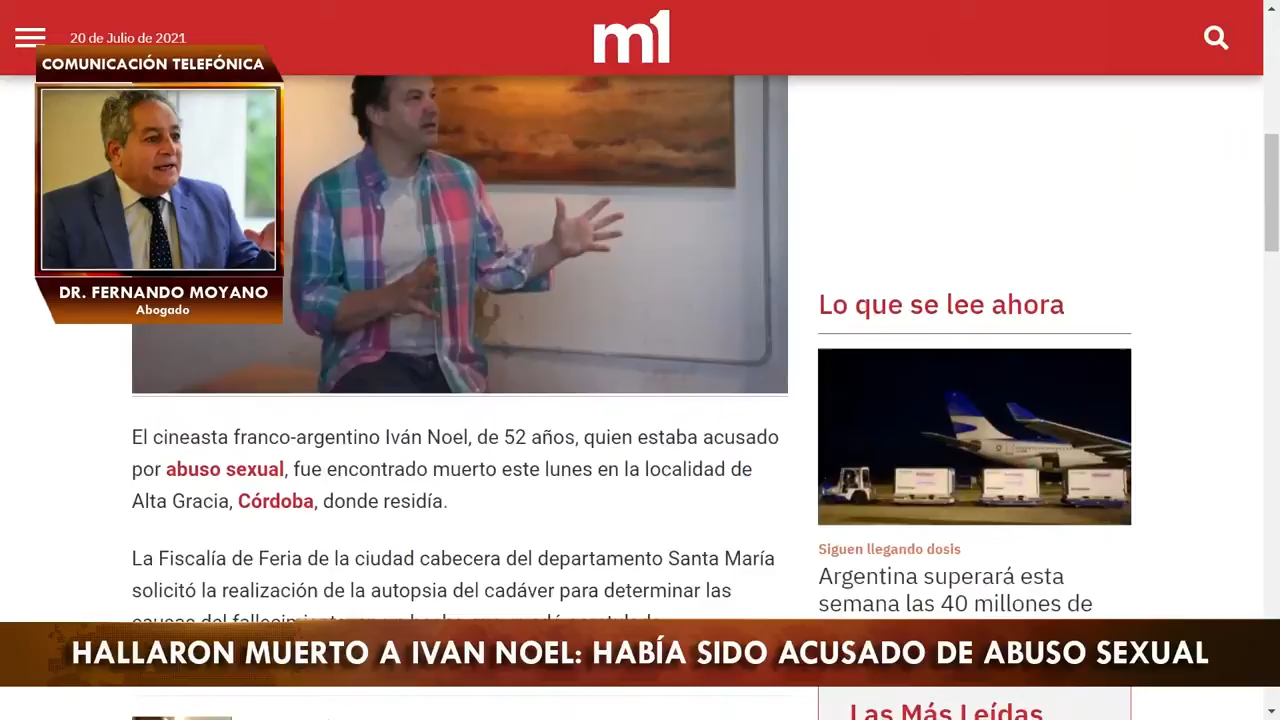 20 de Julio de 2021
m1
COMUNICACIÓN TELEFÓNICA
DR. FERNANDO MOYANO
Abogado
El cineasta franco-argentino Iván Noel, de 52 años, quien estaba acusado
por abuso sexual, fue encontrado muerto este lunes en la localidad de
Alta Gracia, Córdoba, donde residía.
La Fiscalía de Feria de la ciudad cabecera del departamento Santa María
solicitó la realización de la autopsia del cadáver para determinar las
Lo que se lee ahora
Siguen llegando dosis
Argentina superará esta
semana las 40 millones de
HALLARON MUERTO A IVAN NOEL: HABÍA SIDO ACUSADO DE ABUSO SEXUAL
Las Más Leídas